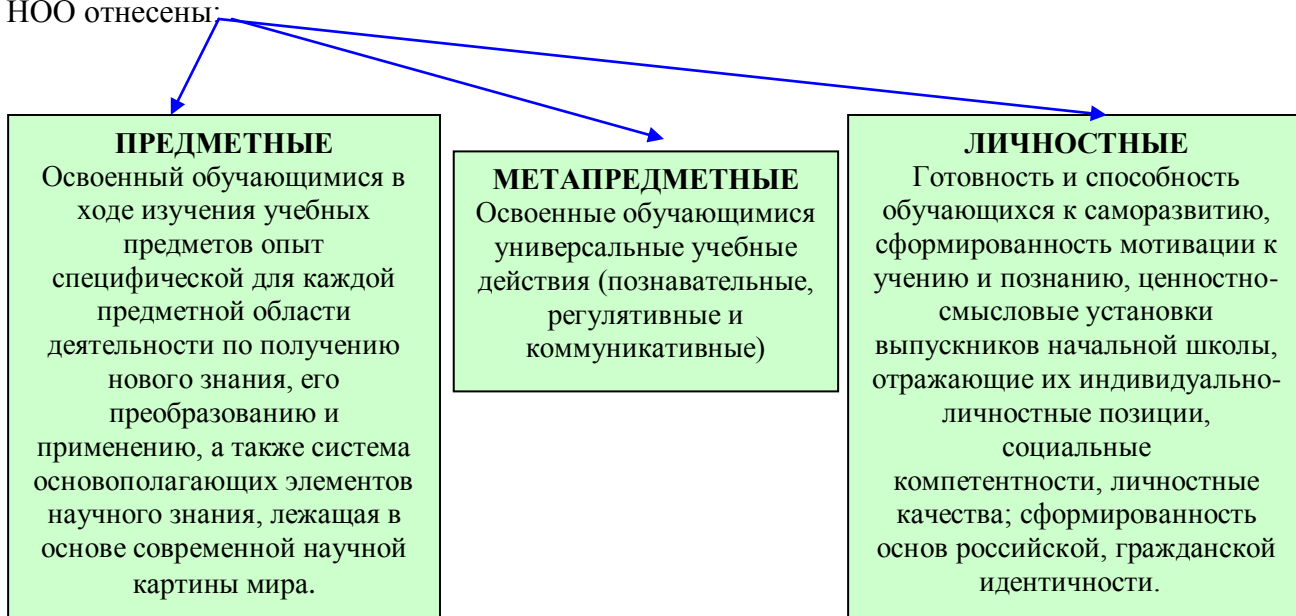 НОО отнесены:
ПРЕДМЕТНЫЕ
Освоенный обучающимися в
ходе изучения учебных
предметов опыт
специфической для каждой
предметной области
деятельности по получению
нового знания, его
преобразованию и
применению, а также система
основополагающих элементов
научного знания, лежащая в
основе современной научной
картины мира.
МЕТАПРЕДМЕТНЫЕ
Освоенные обучающимися
универсальные учебные
действия (познавательные,
регулятивные и
коммуникативные)
ЛИЧНОСТНЫЕ
Готовность и способность
обучающихся к саморазвитию,
сформированность мотивации к
учению и познанию, ценностно-
смысловые установки
выпускников начальной школы,
отражающие их индивидуально-
личностные позиции,
социальные
компетентности, личностные
качества; сформированность
основ российской, гражданской
идентичности.